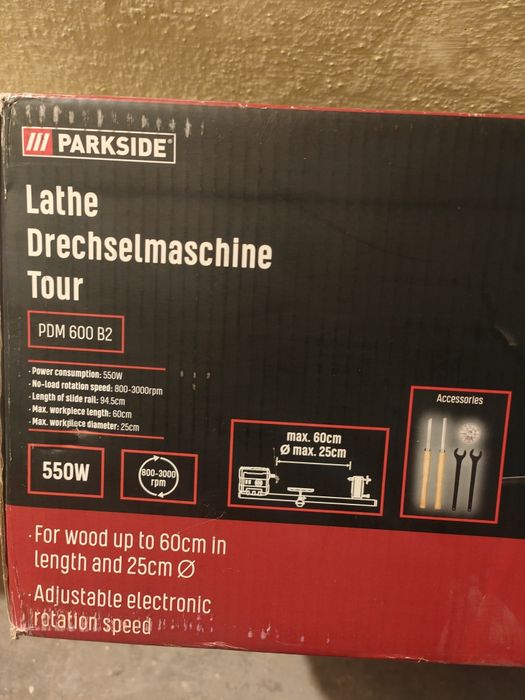 /// PARKSIDE®
Lathe
Drechselmaschine
Tour
PDM 600 B2
· Power consumption: 550W
· No-load rotation speed: 800-3000rpm
· Length of slide rail: 94.5cm
· Max. workpiece length: 60cm
· Max. workpiece diameter: 25cm
550W
800-3000
rpm
max. 60cm
Ø max. 25cm
Accessories
· For wood up to 60cm in
length and 25cm Ø
· Adjustable electronic
rotation speed